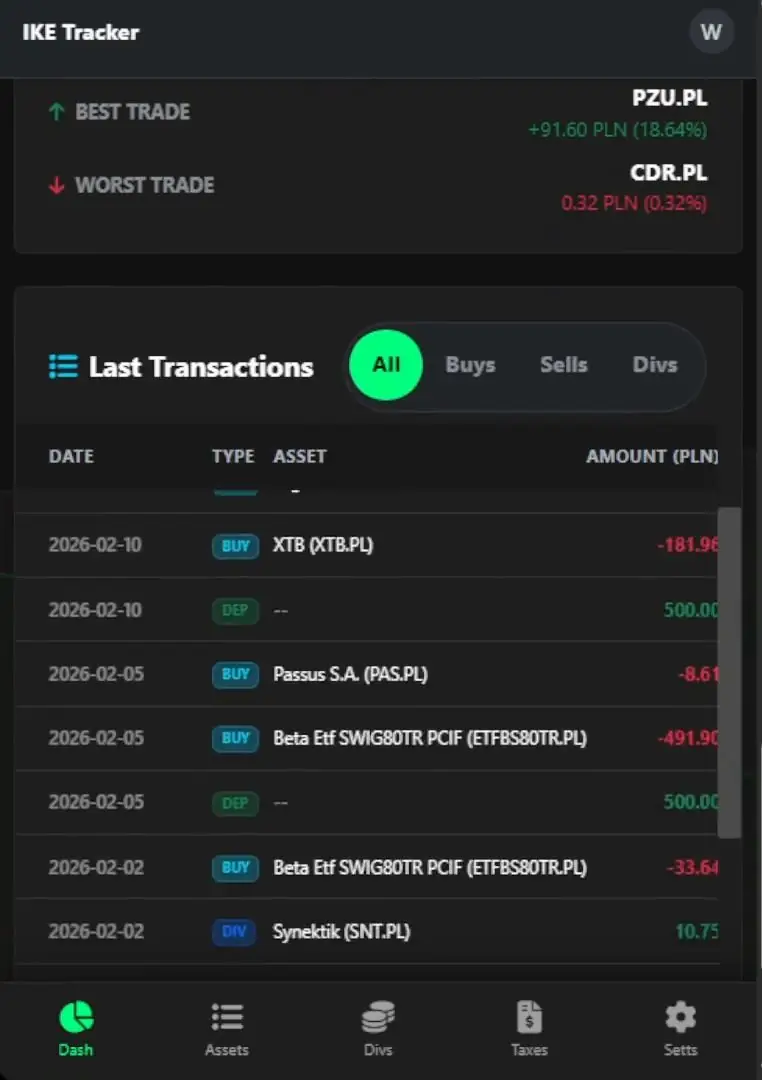 IKE Tracker
W
BEST TRADE
PZU.PL
+91.60 PLN (18.64%)
WORST TRADE
CDR.PL
0.32 PLN (0.32%)
Last Transactions
All Buys Sells Divs
DATE TYPE ASSET AMOUNT (PLN)
2026-02-10 BUY XTB (XTB.PL) -181.96
2026-02-10 DEP -- 500.00
2026-02-05 BUY Passus S.A. (PAS.PL) -8.61
2026-02-05 BUY Beta Etf SWIG80TR PCIF (ETFBS80TR.PL) -491.90
2026-02-05 DEP -- 500.00
2026-02-02 BUY Beta Etf SWIG80TR PCIF (ETFBS80TR.PL) -33.64
2026-02-02 DIV Synektik (SNT.PL) 10.75
Dash Assets Divs Taxes Setts